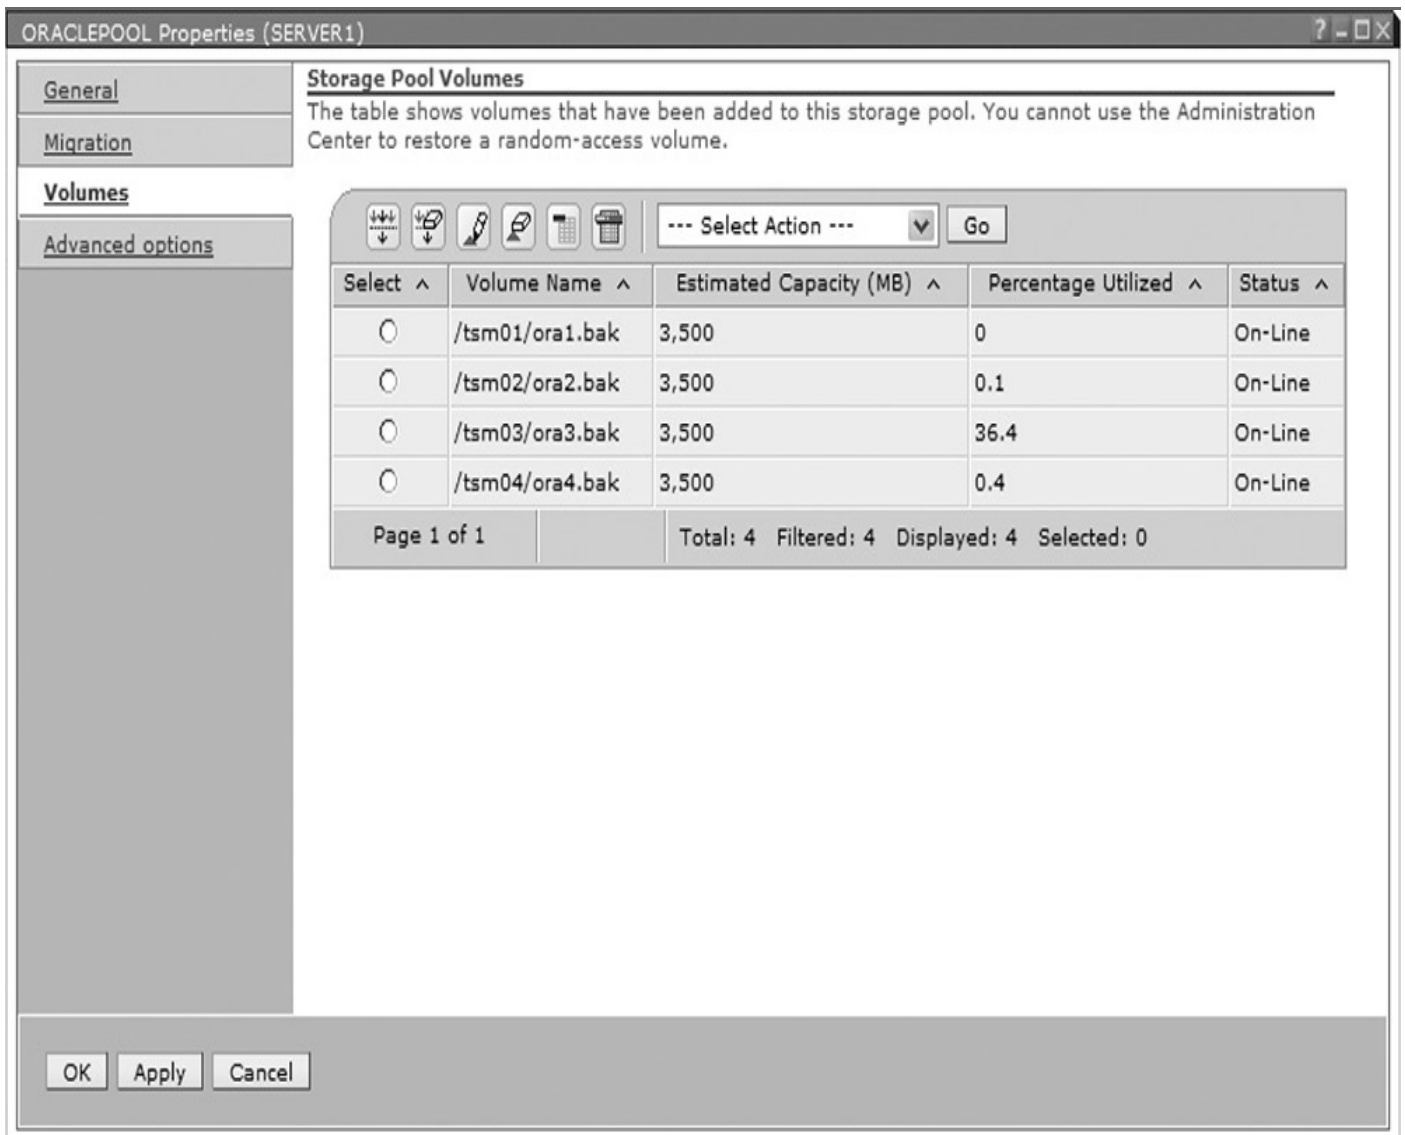 ORACLEPOOL Properties (SERVER1)
? - □ X
General
Migration
Volumes
Advanced options
Storage Pool Volumes
The table shows volumes that have been added to this storage pool. You cannot use the Administration
Center to restore a random-access volume.
--- Select Action --- Go
Select ^ Volume Name ^ Estimated Capacity (MB) ^ Percentage Utilized ^ Status ^
/tsm01/ora1.bak 3,500 0 On-Line
/tsm02/ora2.bak 3,500 0.1 On-Line
/tsm03/ora3.bak 3,500 36.4 On-Line
/tsm04/ora4.bak 3,500 0.4 On-Line
Page 1 of 1 Total: 4 Filtered: 4 Displayed: 4 Selected: 0
OK Apply Cancel